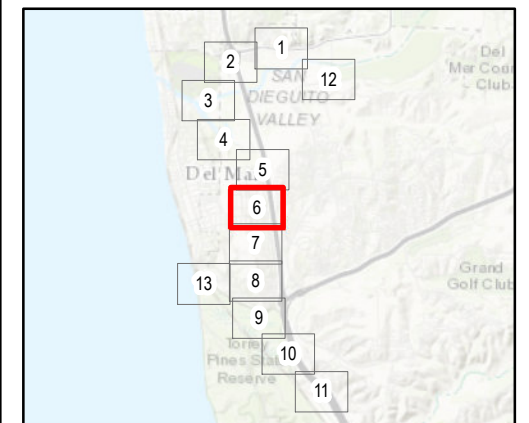 1
2
Del
Mar Coun
Club
SAN
12
DIEGUITO
3
VALLEY
4
5
Del Ma
6
7
Grand
Golf Club
13
8
9
Torrey
10
Pines State
Reserve
11